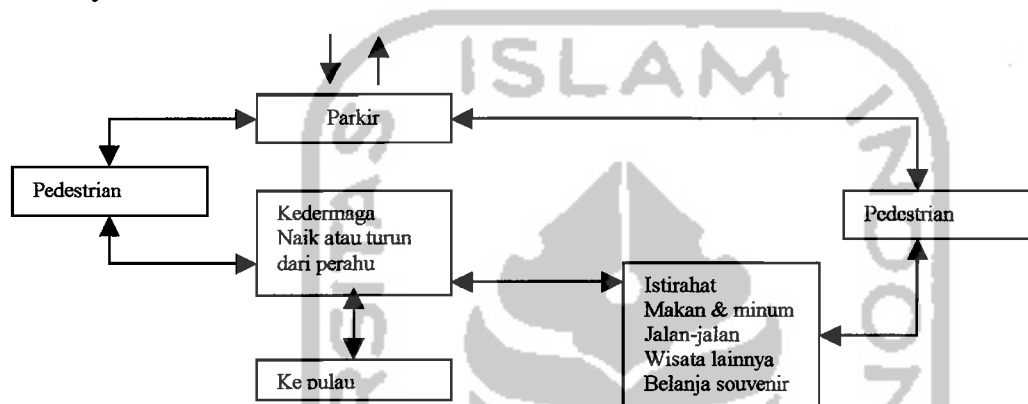 ISLAM
Parkir
Pedestrian
Kedermaga
Naik atau turun
dari perahu
Pedestrian
Istirahat
Makan & minum
Jalan-jalan
Wisata lainnya
Belanja souvenir
Ke pulau